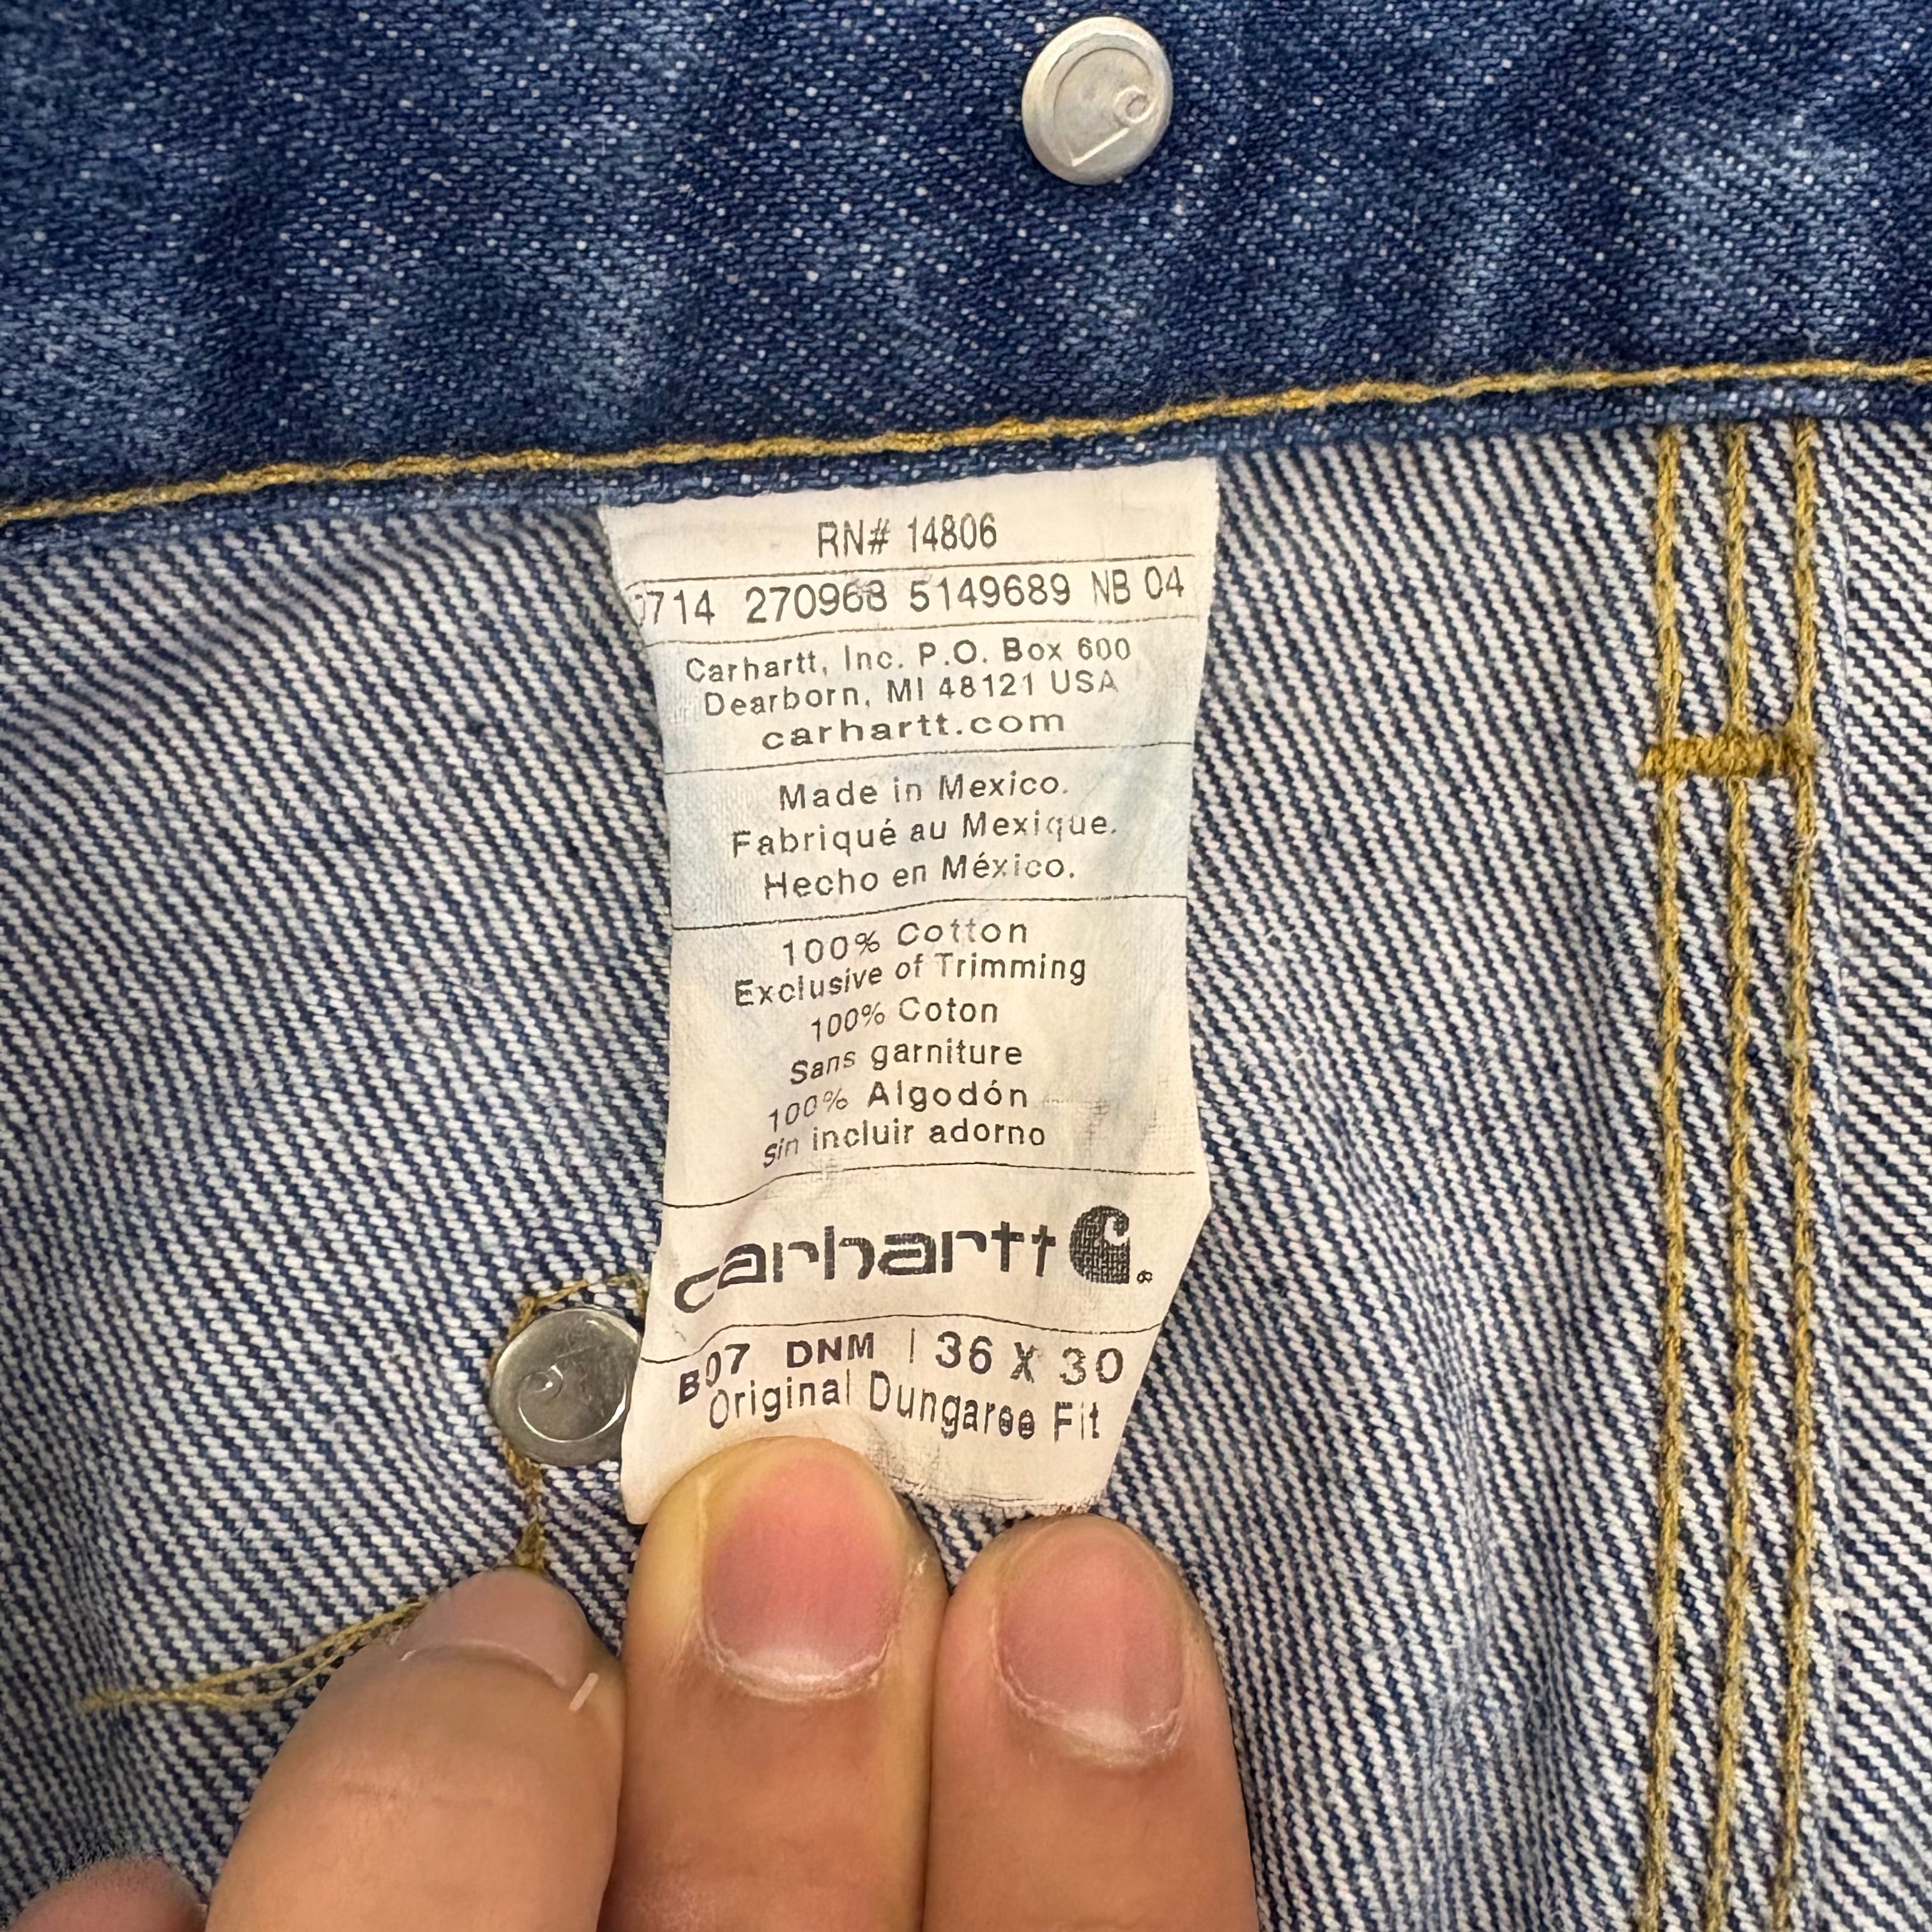 RN# 14806
0714 270968 5149689 NB 04
Carhartt, Inc. P.O. Box 600
Dearborn, MI 48121 USA
carhartt.com
Made in Mexico.
Fabriqué au Mexique.
Hecho en México.
100% Cotton
Exclusive of Trimming
100% Coton
Sans garniture
100% Algodón
Sin incluir adorno
carhartt
B07 DNM | 36 X 30
Original Dungaree Fit